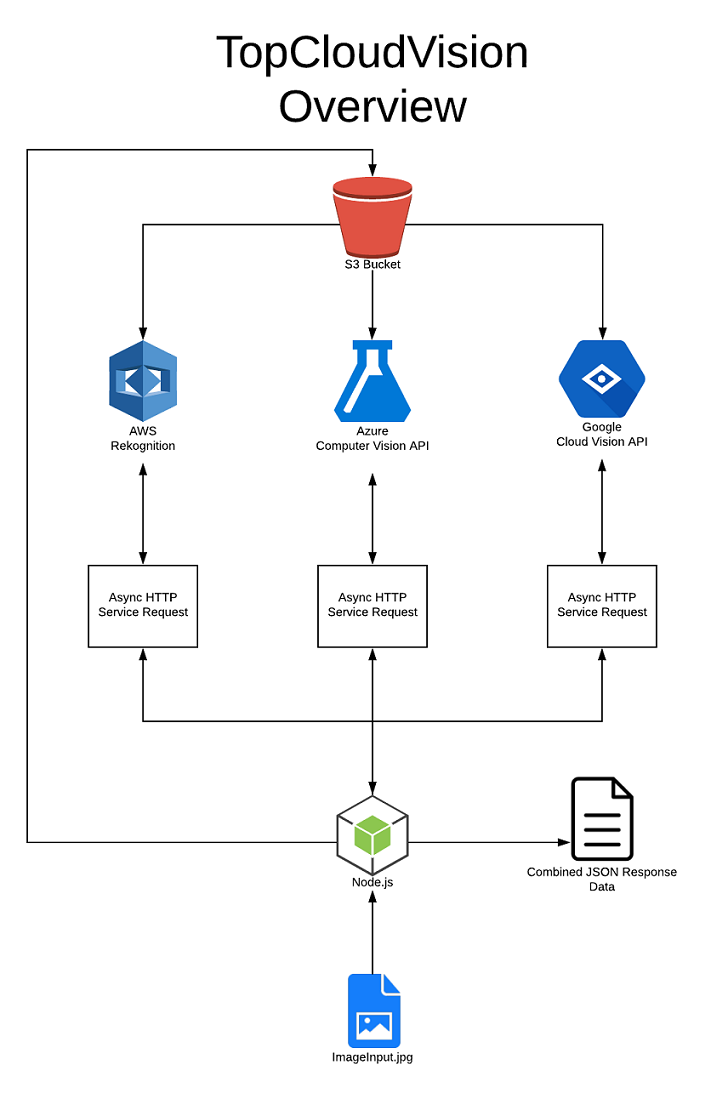 TopCloudVision
Overview
S3 Bucket
AWS
Rekognition
Azure
Computer Vision API
Google
Cloud Vision API
Async HTTP
Service Request
Async HTTP
Service Request
Async HTTP
Service Request
Node.js
Combined JSON Response
Data
ImageInput.jpg